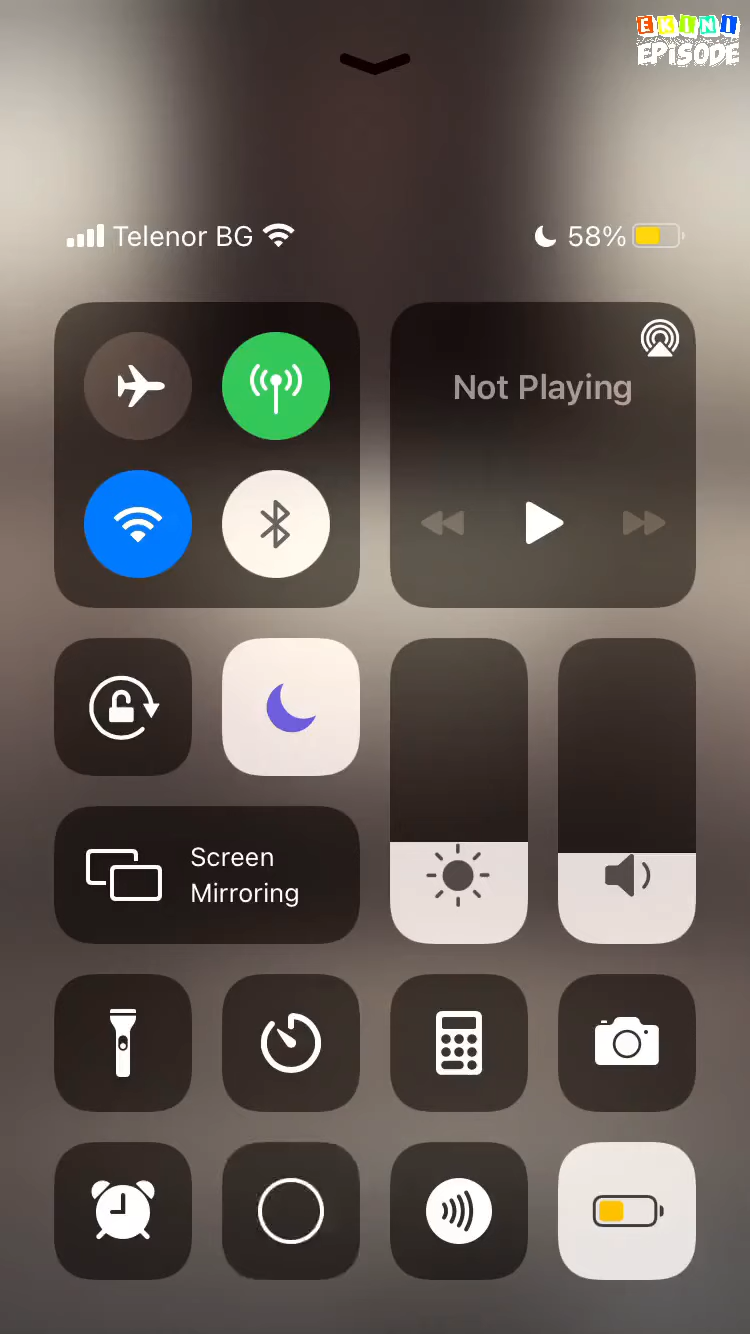 EKINI
EPISODE
Telenor BG
58%
Not Playing
Screen
Mirroring